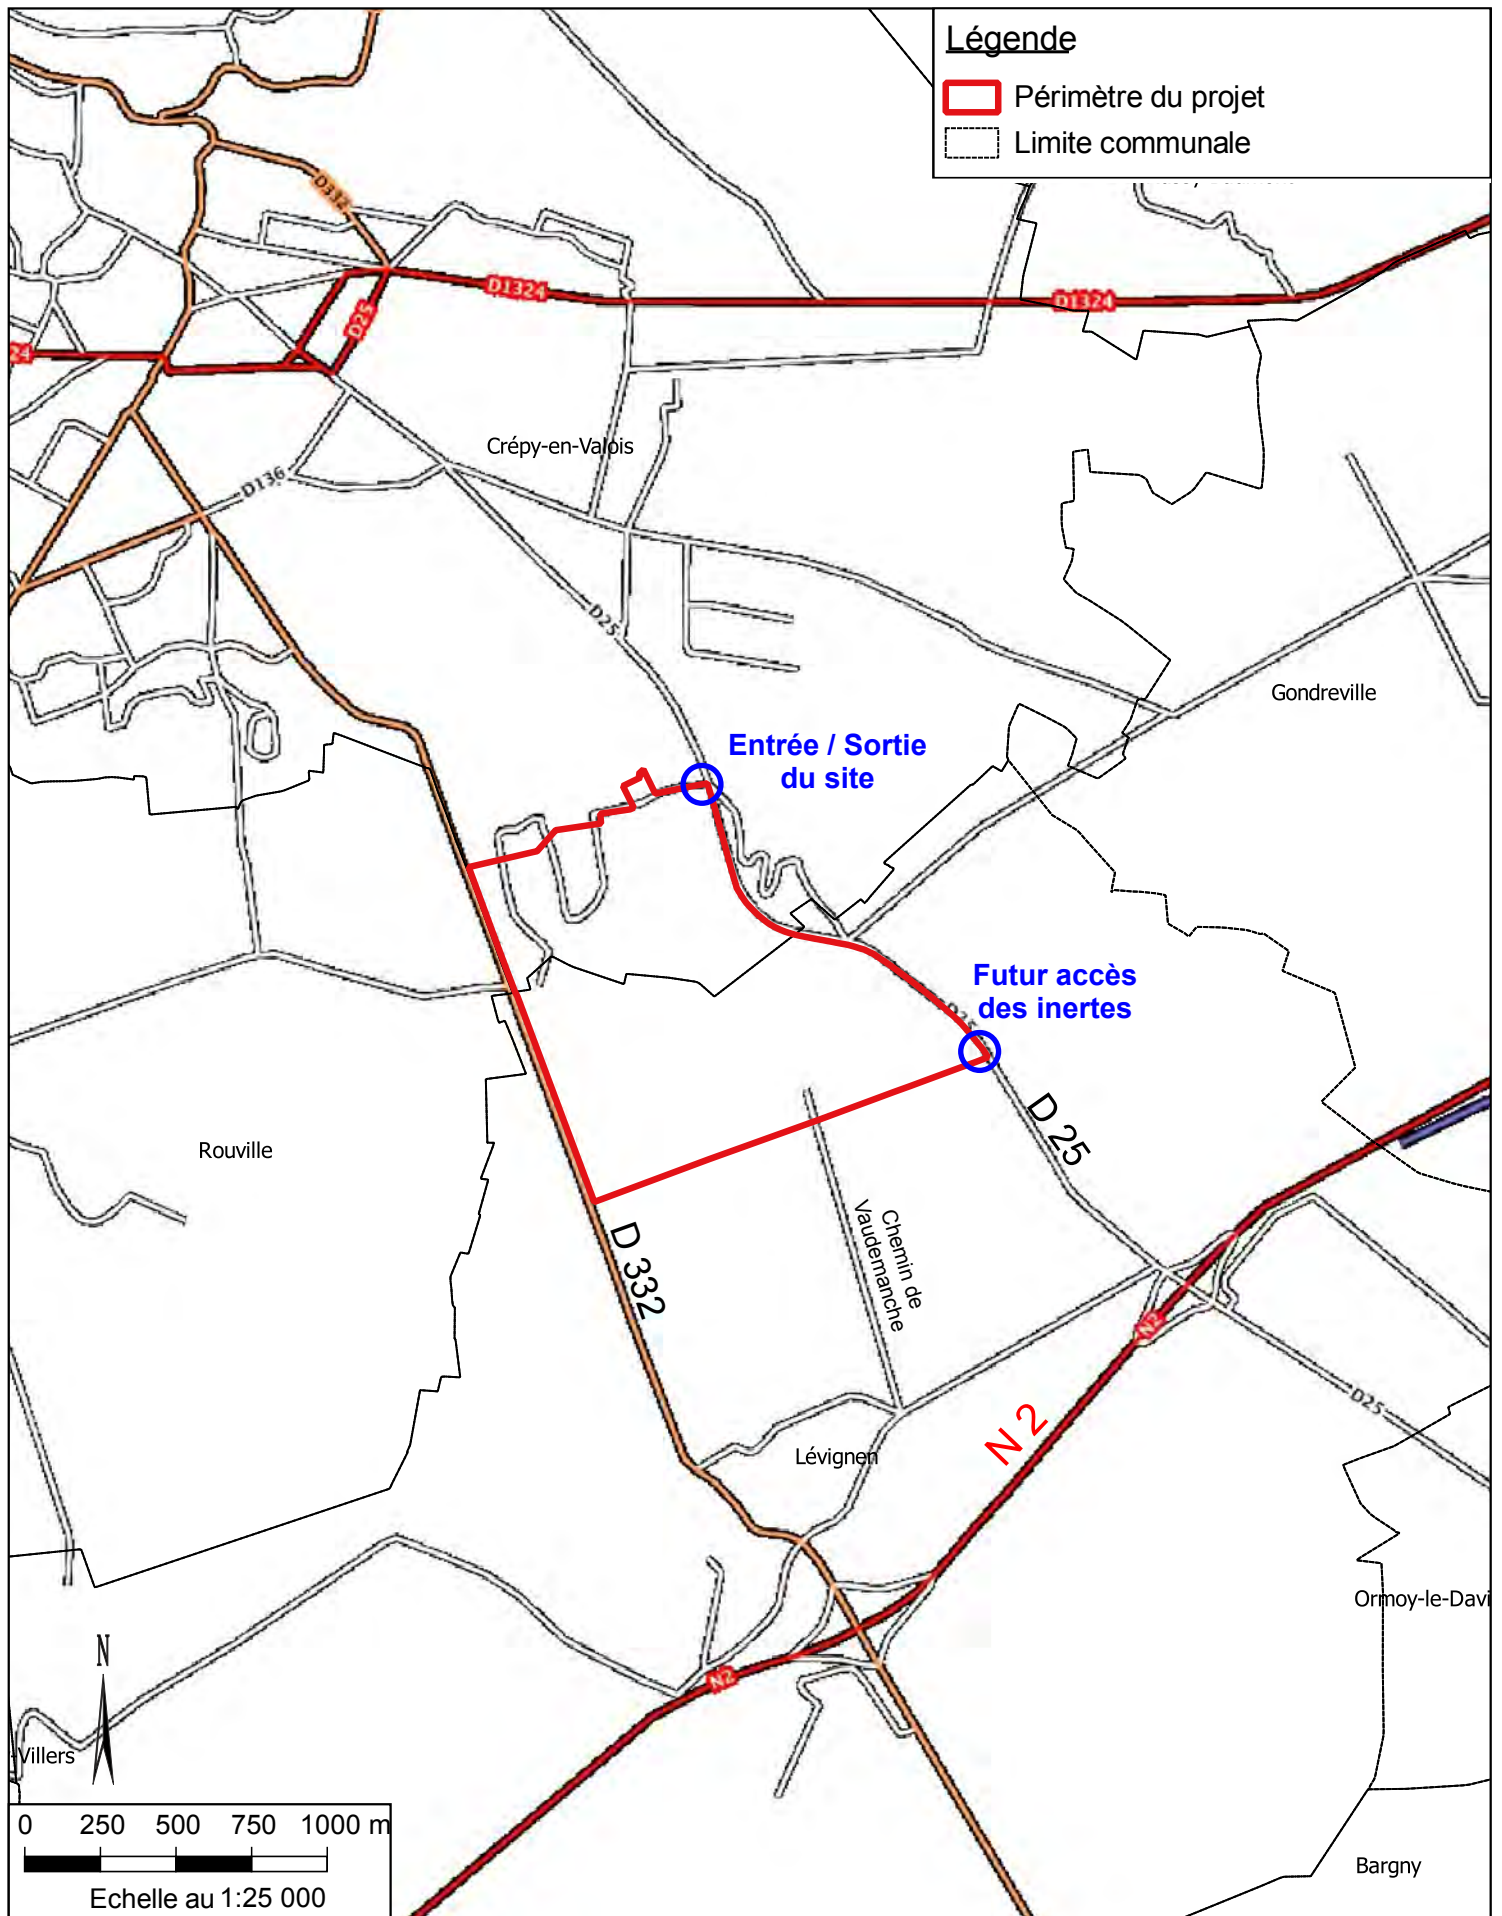 Légende
Périmètre du projet
Limite communale
D332
D1324
D1324
D25
24
Crépy-en-Valois
D136
D25
Gondreville
Entrée / Sortie
du site
Futur accès
des inertes
D25
D 25
Rouville
Chemin de
Vaudemanche
D 332
N2
D25
N 2
Lévignen
Ormoy-le-Davi
N2
N
-Villers
0 250 500 750 1000 m
Echelle au 1:25 000
Bargny